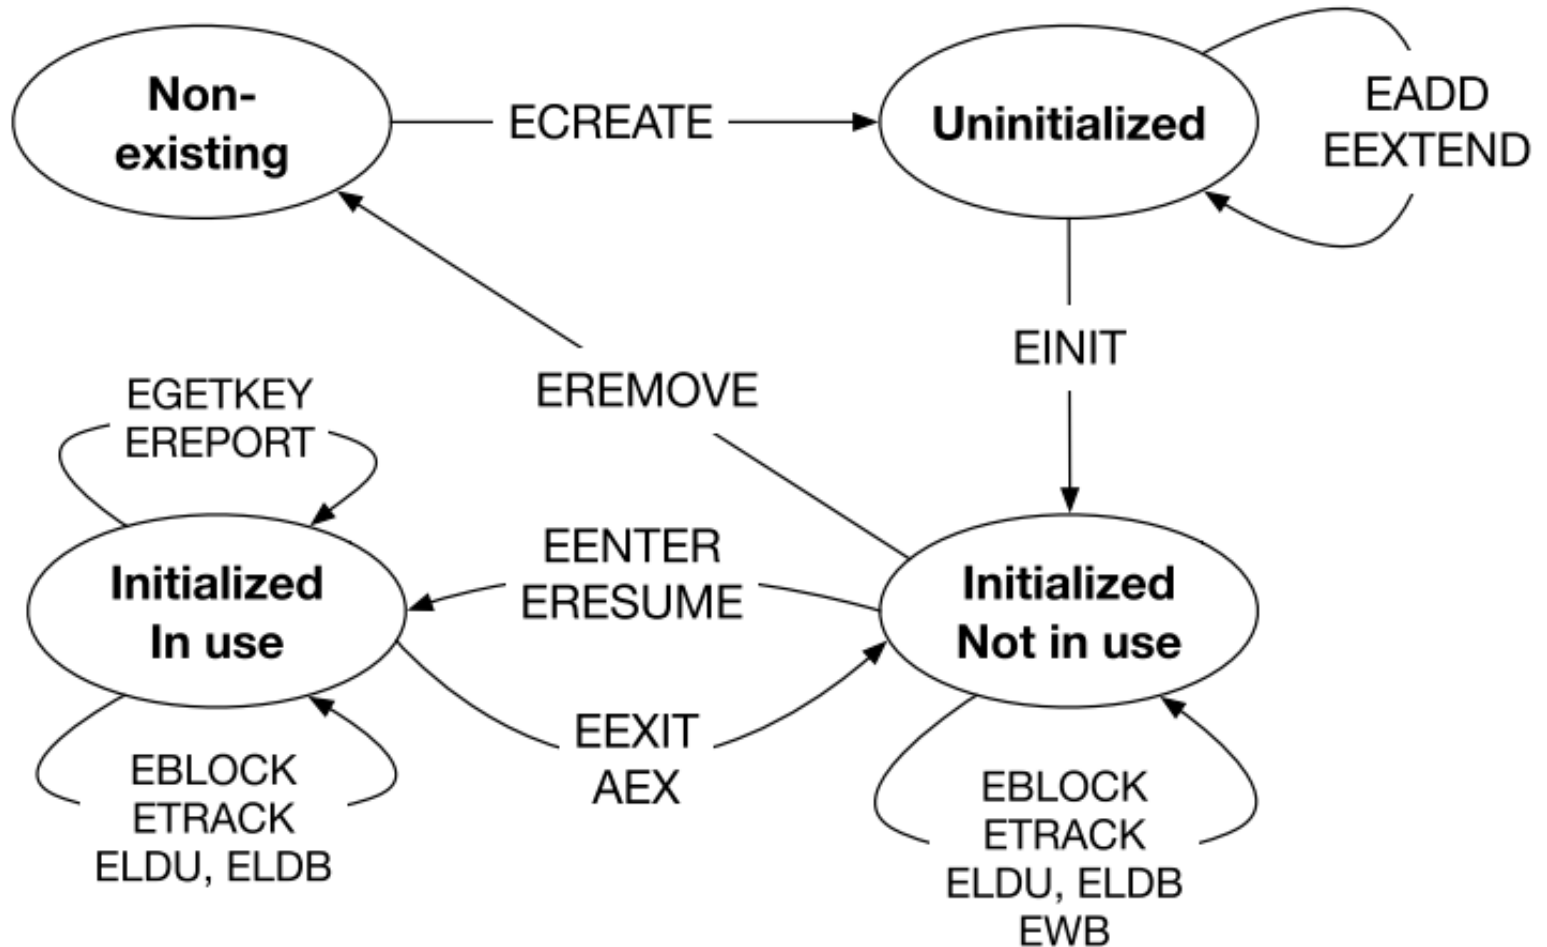 Non-
existing
ECREATE
Uninitialized
EADD
EEXTEND
EINIT
EREMOVE
EGETKEY
EREPORT
EENTER
ERESUME
Initialized
In use
Initialized
Not in use
EEXIT
AEX
EBLOCK
ETRACK
ELDU, ELDB
EBLOCK
ETRACK
ELDU, ELDB
EWB